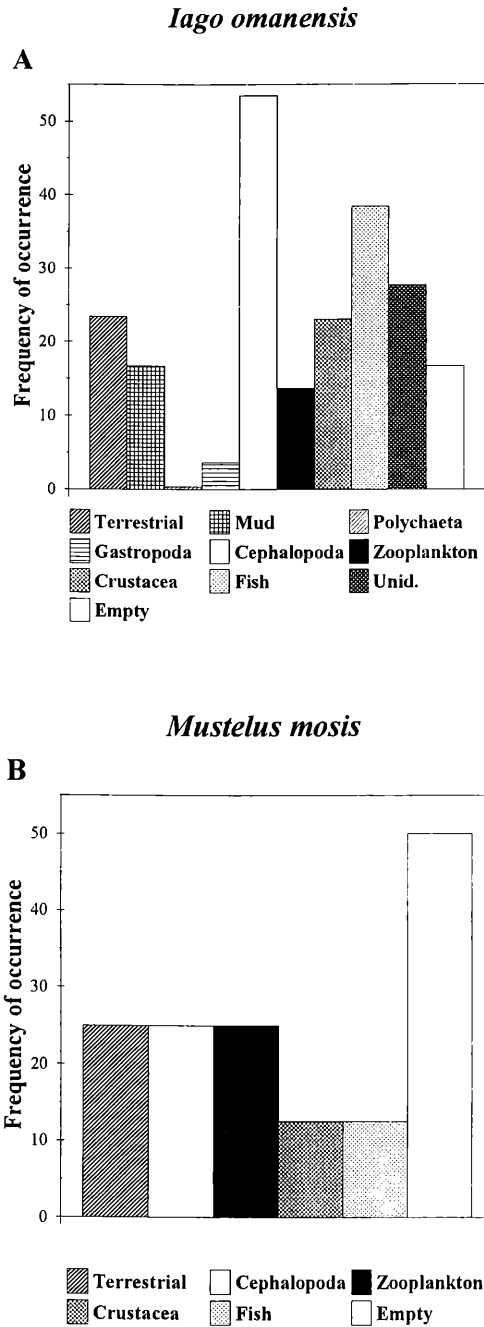 Iago omanensis
A
Frequency of occurrence
50
40
30
20
10
0
Terrestrial Mud Polychaeta
Gastropoda Cephalopoda Zooplankton
Crustacea Fish Unid.
Empty
Mustelus mosis
B
Frequency of occurrence
50
40
30
20
10
0
Terrestrial Cephalopoda Zooplankton
Crustacea Fish Empty